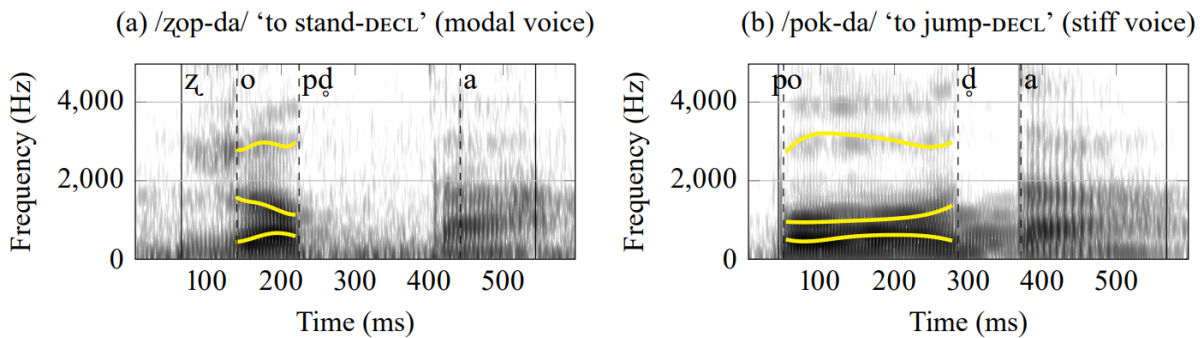 (a) /ʐop-da/ ‘to stand-DECL’ (modal voice)
ʐ o pd̥ a
4,000
2,000
0
Frequency (Hz)
100 200 300 400 500
Time (ms)
(b) /pok-da/ ‘to jump-DECL’ (stiff voice)
po d̥ a
4,000
2,000
0
Frequency (Hz)
100 200 300 400 500
Time (ms)